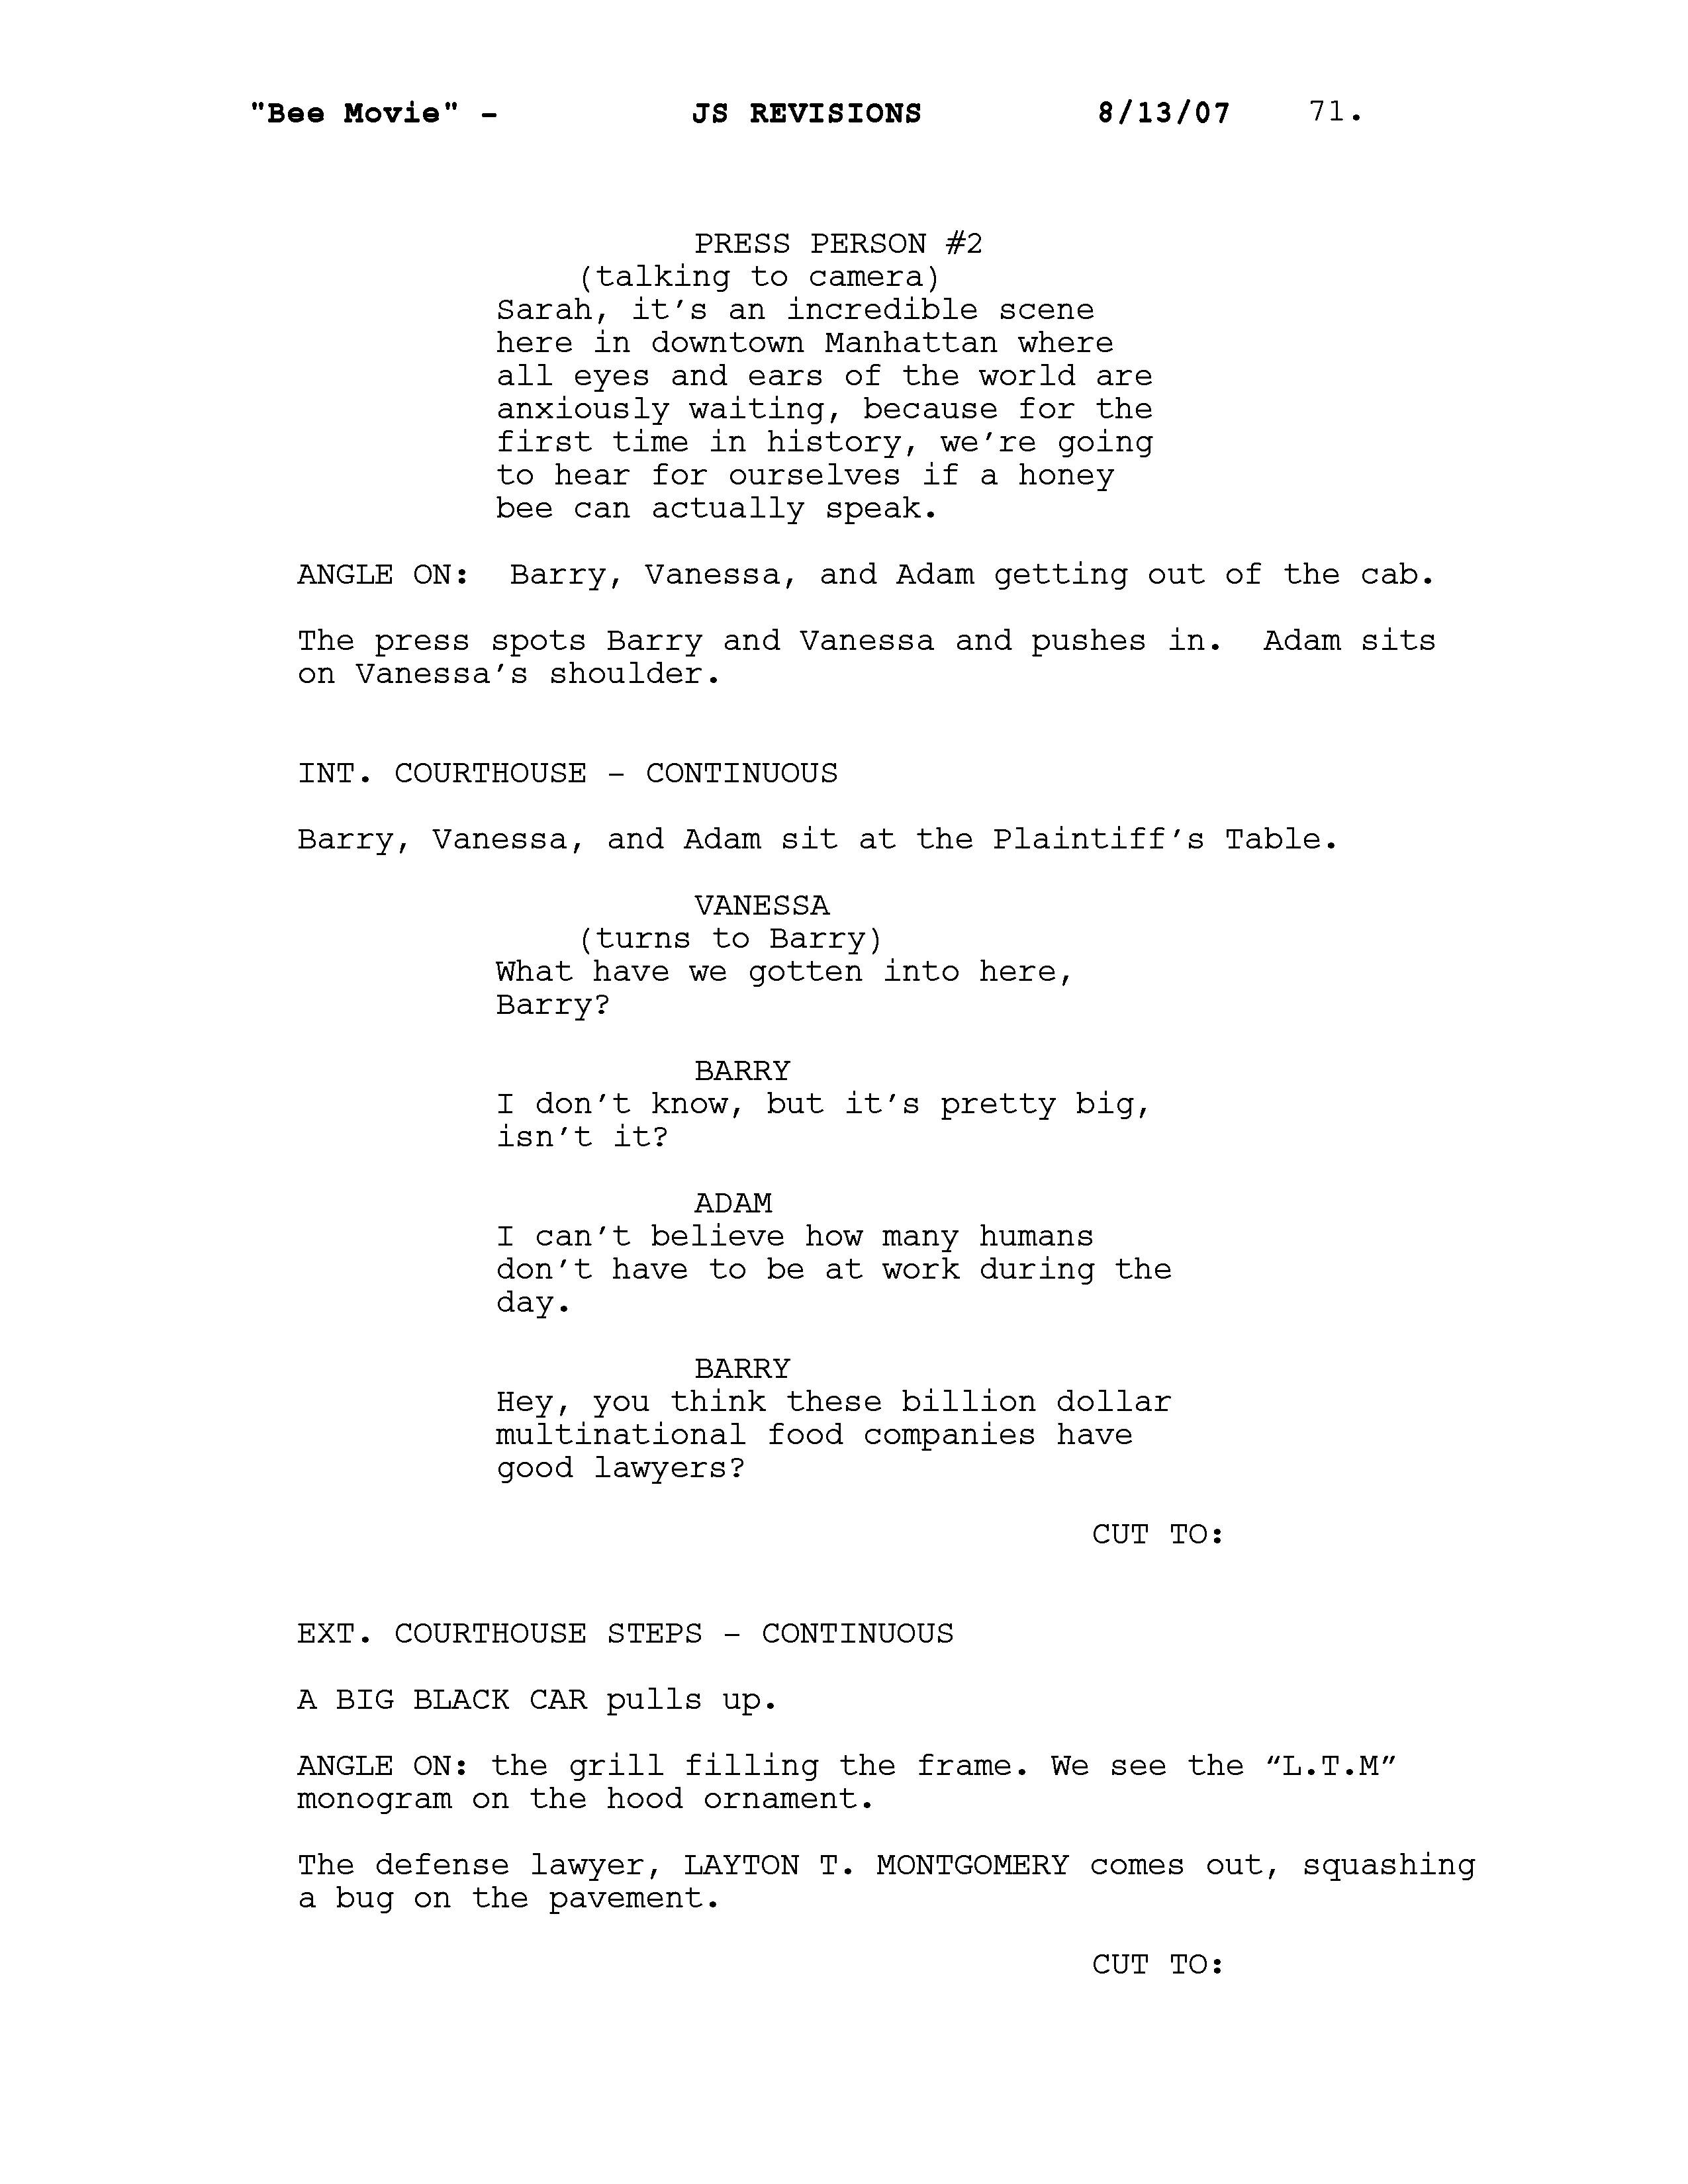 "Bee Movie" - JS REVISIONS 8/13/07 71.
PRESS PERSON #2
(talking to camera)
Sarah, it’s an incredible scene
here in downtown Manhattan where
all eyes and ears of the world are
anxiously waiting, because for the
first time in history, we’re going
to hear for ourselves if a honey
bee can actually speak.
ANGLE ON: Barry, Vanessa, and Adam getting out of the cab.
The press spots Barry and Vanessa and pushes in. Adam sits
on Vanessa’s shoulder.
INT. COURTHOUSE - CONTINUOUS
Barry, Vanessa, and Adam sit at the Plaintiff’s Table.
VANESSA
(turns to Barry)
What have we gotten into here,
Barry?
BARRY
I don’t know, but it’s pretty big,
isn’t it?
ADAM
I can’t believe how many humans
don’t have to be at work during the
day.
BARRY
Hey, you think these billion dollar
multinational food companies have
good lawyers?
CUT TO:
EXT. COURTHOUSE STEPS - CONTINUOUS
A BIG BLACK CAR pulls up.
ANGLE ON: the grill filling the frame. We see the “L.T.M”
monogram on the hood ornament.
The defense lawyer, LAYTON T. MONTGOMERY comes out, squashing
a bug on the pavement.
CUT TO: